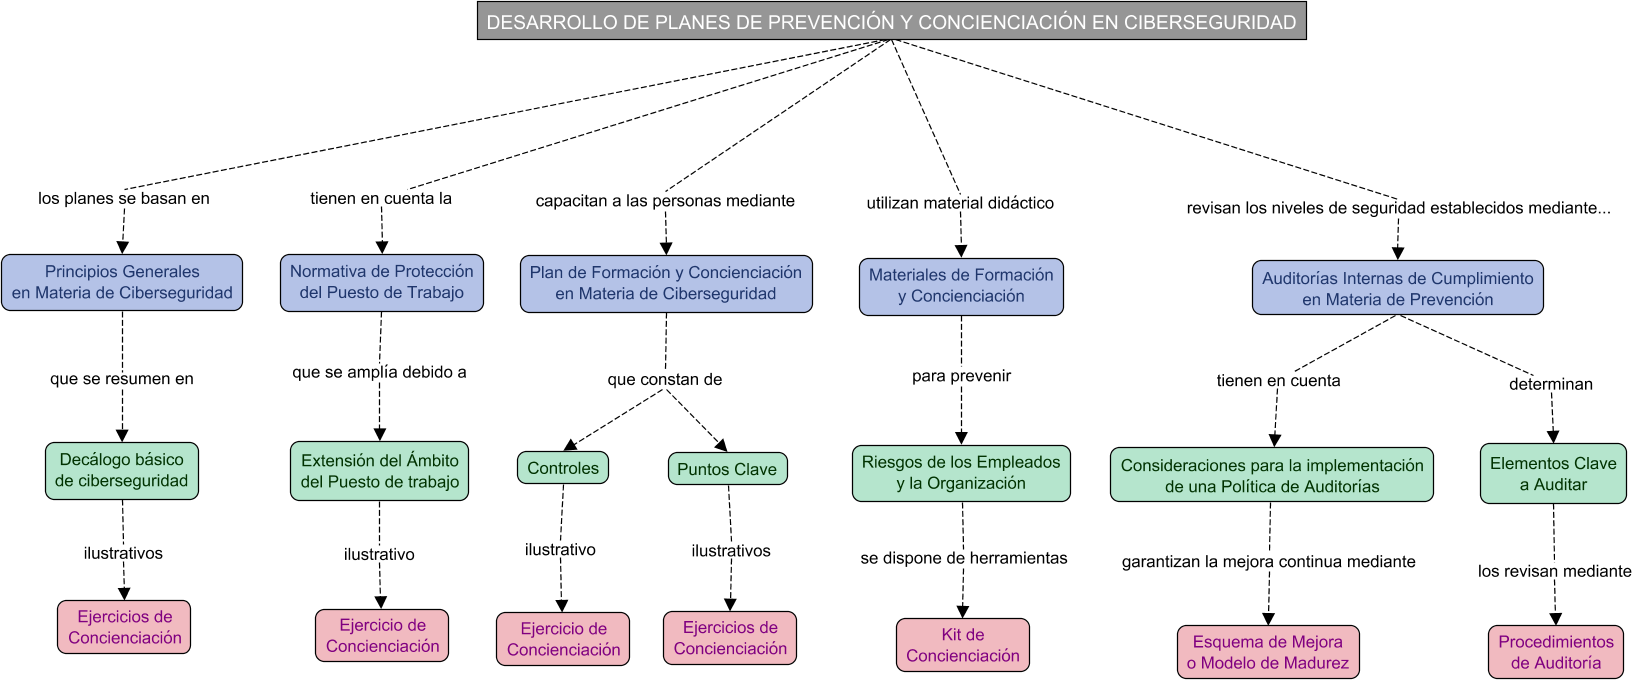 DESARROLLO DE PLANES DE PREVENCIÓN Y CONCIENCIACIÓN EN CIBERSEGURIDAD
los planes se basan en
tienen en cuenta la
capacitan a las personas mediante
utilizan material didáctico
revisan los niveles de seguridad establecidos mediante...
Principios Generales
en Materia de Ciberseguridad
Normativa de Protección
del Puesto de Trabajo
Plan de Formación y Concienciación
en Materia de Ciberseguridad
Materiales de Formación
y Concienciación
Auditorías Internas de Cumplimiento
en Materia de Prevención
que se resumen en
que se amplía debido a
que constan de
para prevenir
tienen en cuenta
determinan
Decálogo básico
de ciberseguridad
Extensión del Ámbito
del Puesto de trabajo
Controles
Puntos Clave
Riesgos de los Empleados
y la Organización
Consideraciones para la implementación
de una Política de Auditorías
Elementos Clave
a Auditar
ilustrativos
ilustrativo
ilustrativo
ilustrativos
se dispone de herramientas
garantizan la mejora continua mediante
los revisan mediante
Ejercicios de
Concienciación
Ejercicio de
Concienciación
Ejercicio de
Concienciación
Ejercicios de
Concienciación
Kit de
Concienciación
Esquema de Mejora
o Modelo de Madurez
Procedimientos
de Auditoría